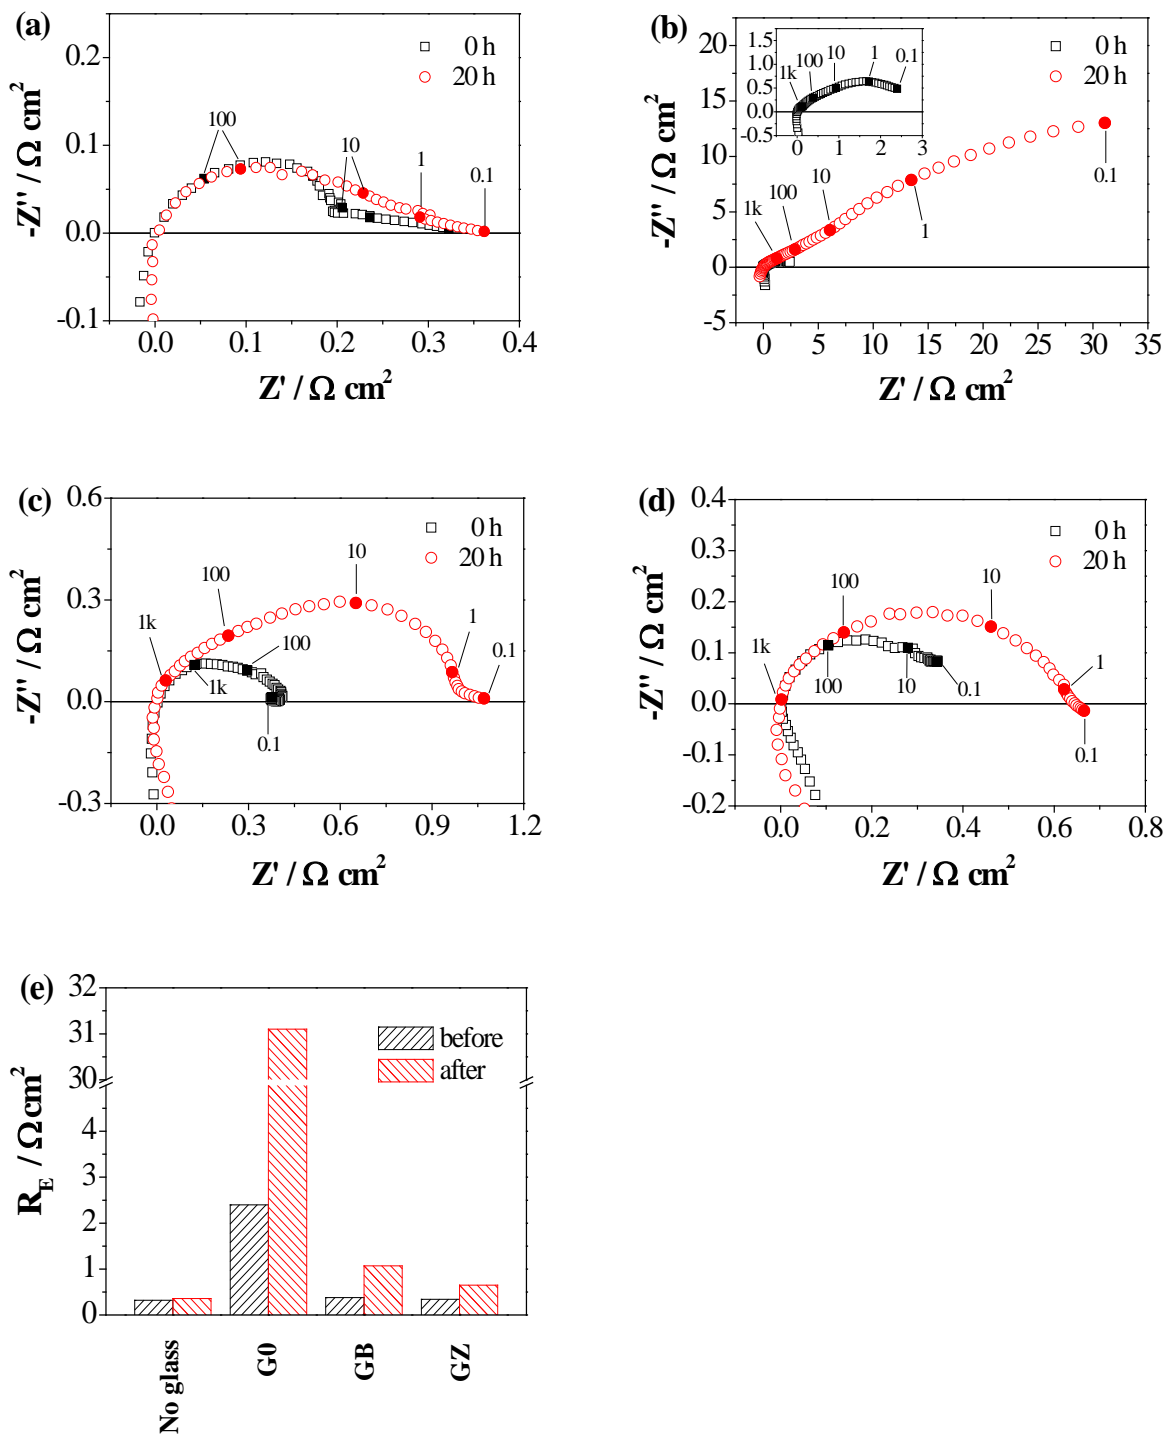 (a)
0 h
20 h
0.2
0.1
0.0
-0.1
100
10
1
0.1
0.0
0.1
0.2
0.3
0.4
-Z'' / Ω cm²
Z' / Ω cm²
(b)
0 h
20 h
20
15
10
5
0
-5
1.5
1.0
0.5
0.0
-0.5
1k
100
10
1
0.1
0
1
2
3
1k
100
10
1
0.1
0
5
10
15
20
25
30
35
-Z'' / Ω cm²
Z' / Ω cm²
(c)
0 h
20 h
0.6
0.3
0.0
-0.3
1k
100
10
1
0.1
1k
100
0.1
0.0
0.3
0.6
0.9
1.2
-Z'' / Ω cm²
Z' / Ω cm²
(d)
0 h
20 h
0.4
0.3
0.2
0.1
0.0
-0.1
-0.2
1k
100
10
1
0.1
100
10
0.1
0.0
0.2
0.4
0.6
0.8
-Z'' / Ω cm²
Z' / Ω cm²
(e)
before
after
32
31
30
4
3
2
1
0
R_E / Ω cm²
No glass
G0
GB
GZ